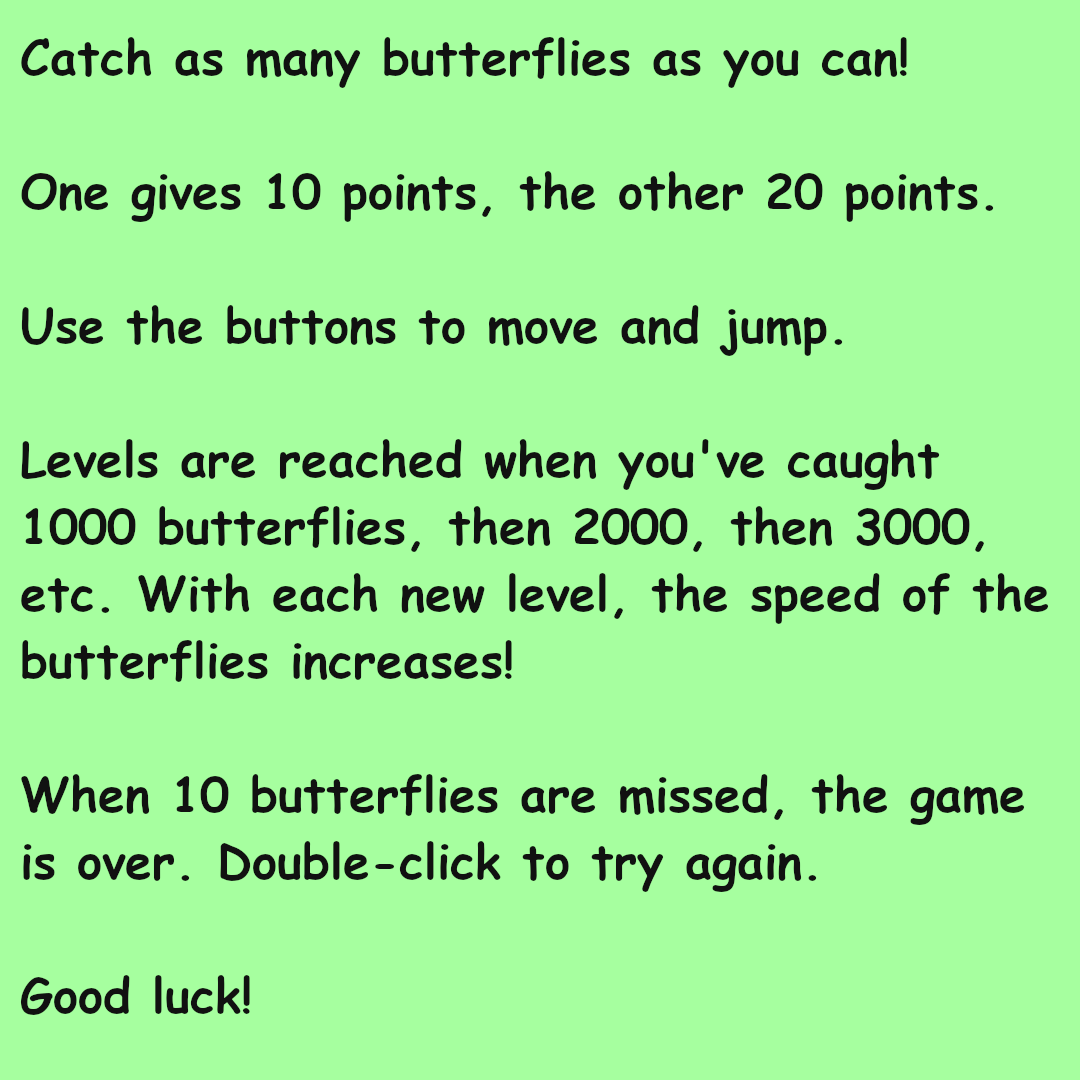 Catch as many butterflies as you can!
One gives 10 points, the other 20 points.
Use the buttons to move and jump.
Levels are reached when you've caught
1000 butterflies, then 2000, then 3000,
etc. With each new level, the speed of the
butterflies increases!
When 10 butterflies are missed, the game
is over. Double-click to try again.
Good luck!